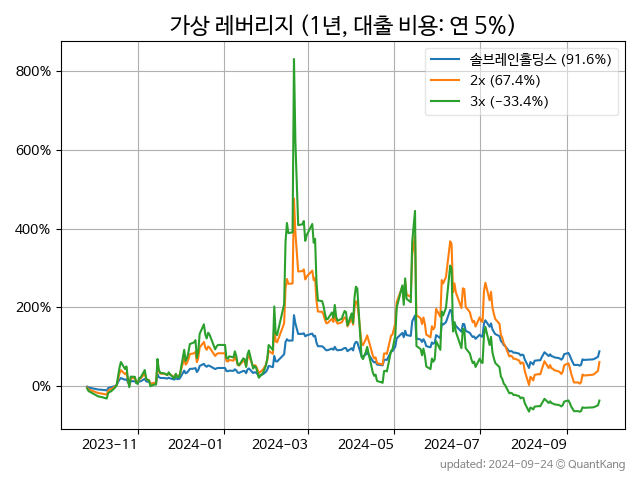 가상 레버리지 (1년, 대출 비용: 연 5%)
솔브레인홀딩스 (91.6%)
2x (67.4%)
3x (−33.4%)
800%
600%
400%
200%
0%
2023-11
2024-01
2024-03
2024-05
2024-07
2024-09
updated: 2024-09-24 © QuantKang